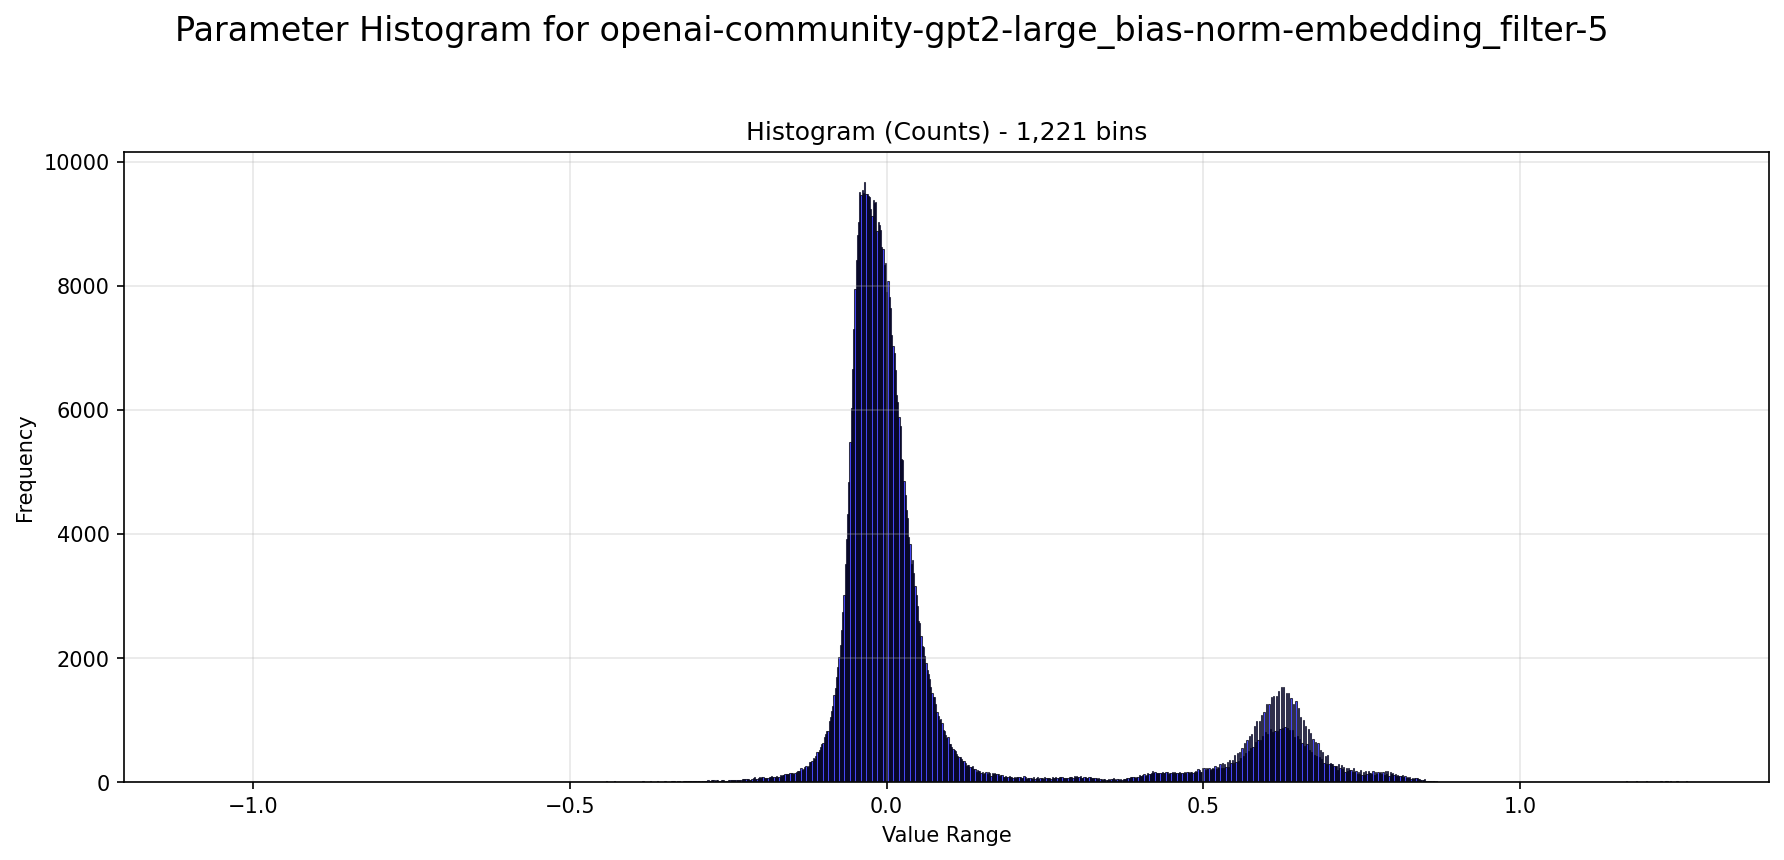 Parameter Histogram for openai-community-gpt2-large_bias-norm-embedding_filter-5
Histogram (Counts) - 1,221 bins
10000
8000
6000
4000
2000
0
Frequency
−1.0
−0.5
0.0
0.5
1.0
Value Range